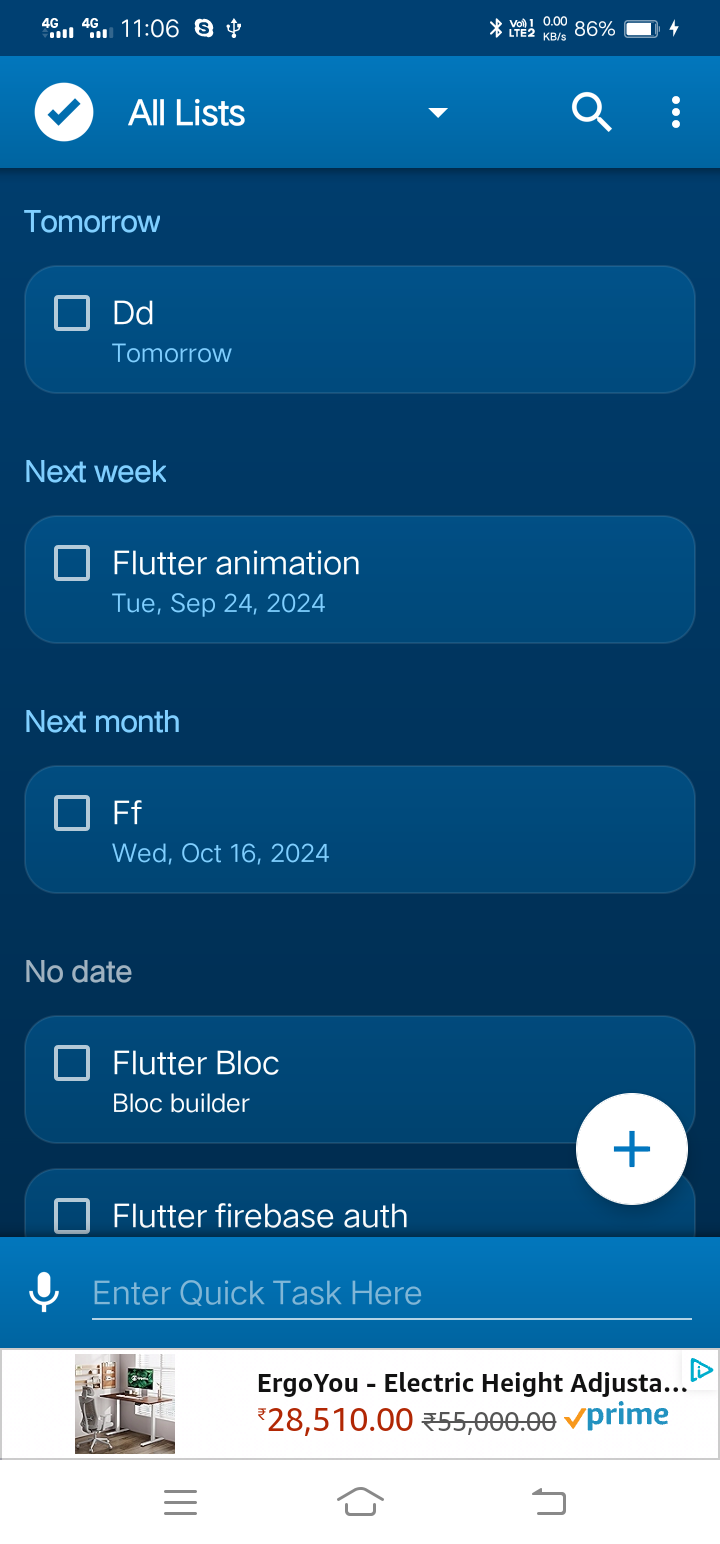 4G 4G 11:06 Vo)) 1 LTE2 0.00 KB/s 86%
All Lists
Tomorrow
Dd
Tomorrow
Next week
Flutter animation
Tue, Sep 24, 2024
Next month
Ff
Wed, Oct 16, 2024
No date
Flutter Bloc
Bloc builder
Flutter firebase auth
Enter Quick Task Here
ErgoYou - Electric Height Adjusta...
₹28,510.00 ₹55,000.00 prime